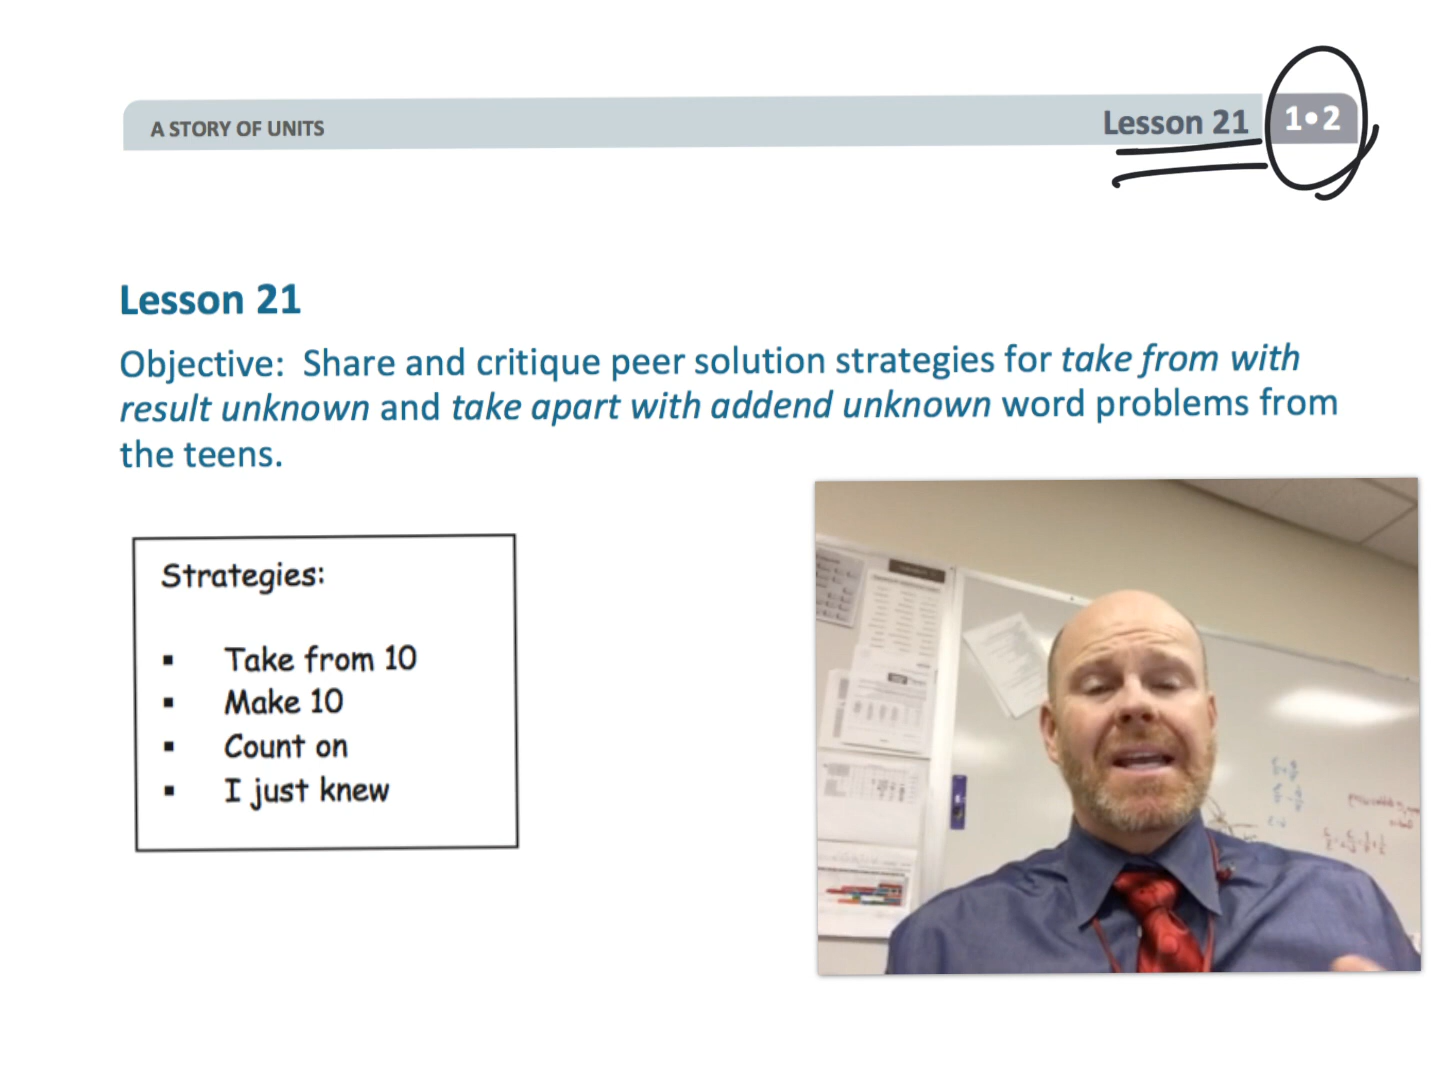 A STORY OF UNITS
Lesson 21
1•2
Lesson 21
Objective: Share and critique peer solution strategies for take from with
result unknown and take apart with addend unknown word problems from
the teens.
Strategies:
▪ Take from 10
▪ Make 10
▪ Count on
▪ I just knew